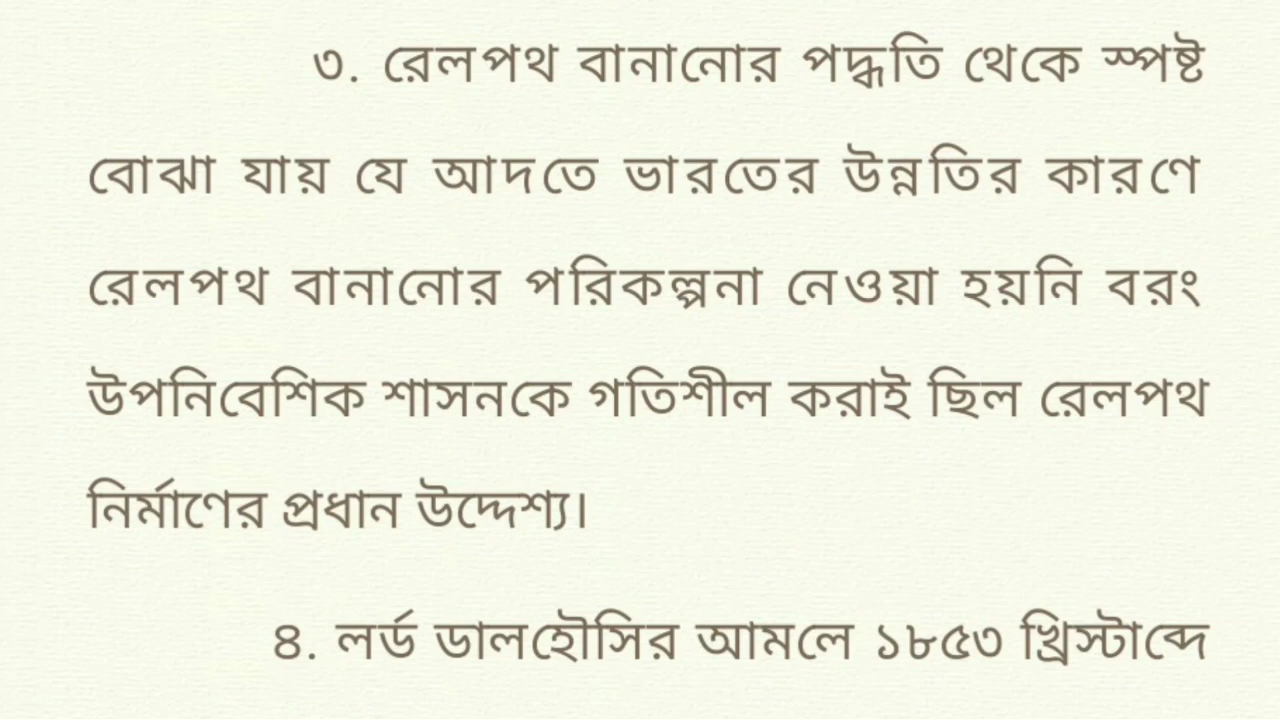 ৩. রেলপথ বানানোর পদ্ধতি থেকে স্পষ্ট
বোঝা যায় যে আদতে ভারতের উন্নতির কারণে
রেলপথ বানানোর পরিকল্পনা নেওয়া হয়নি বরং
উপনিবেশিক শাসনকে গতিশীল করাই ছিল রেলপথ
নির্মাণের প্রধান উদ্দেশ্য।
৪. লর্ড ডালহৌসির আমলে ১৮৫৩ খ্রিস্টাব্দে